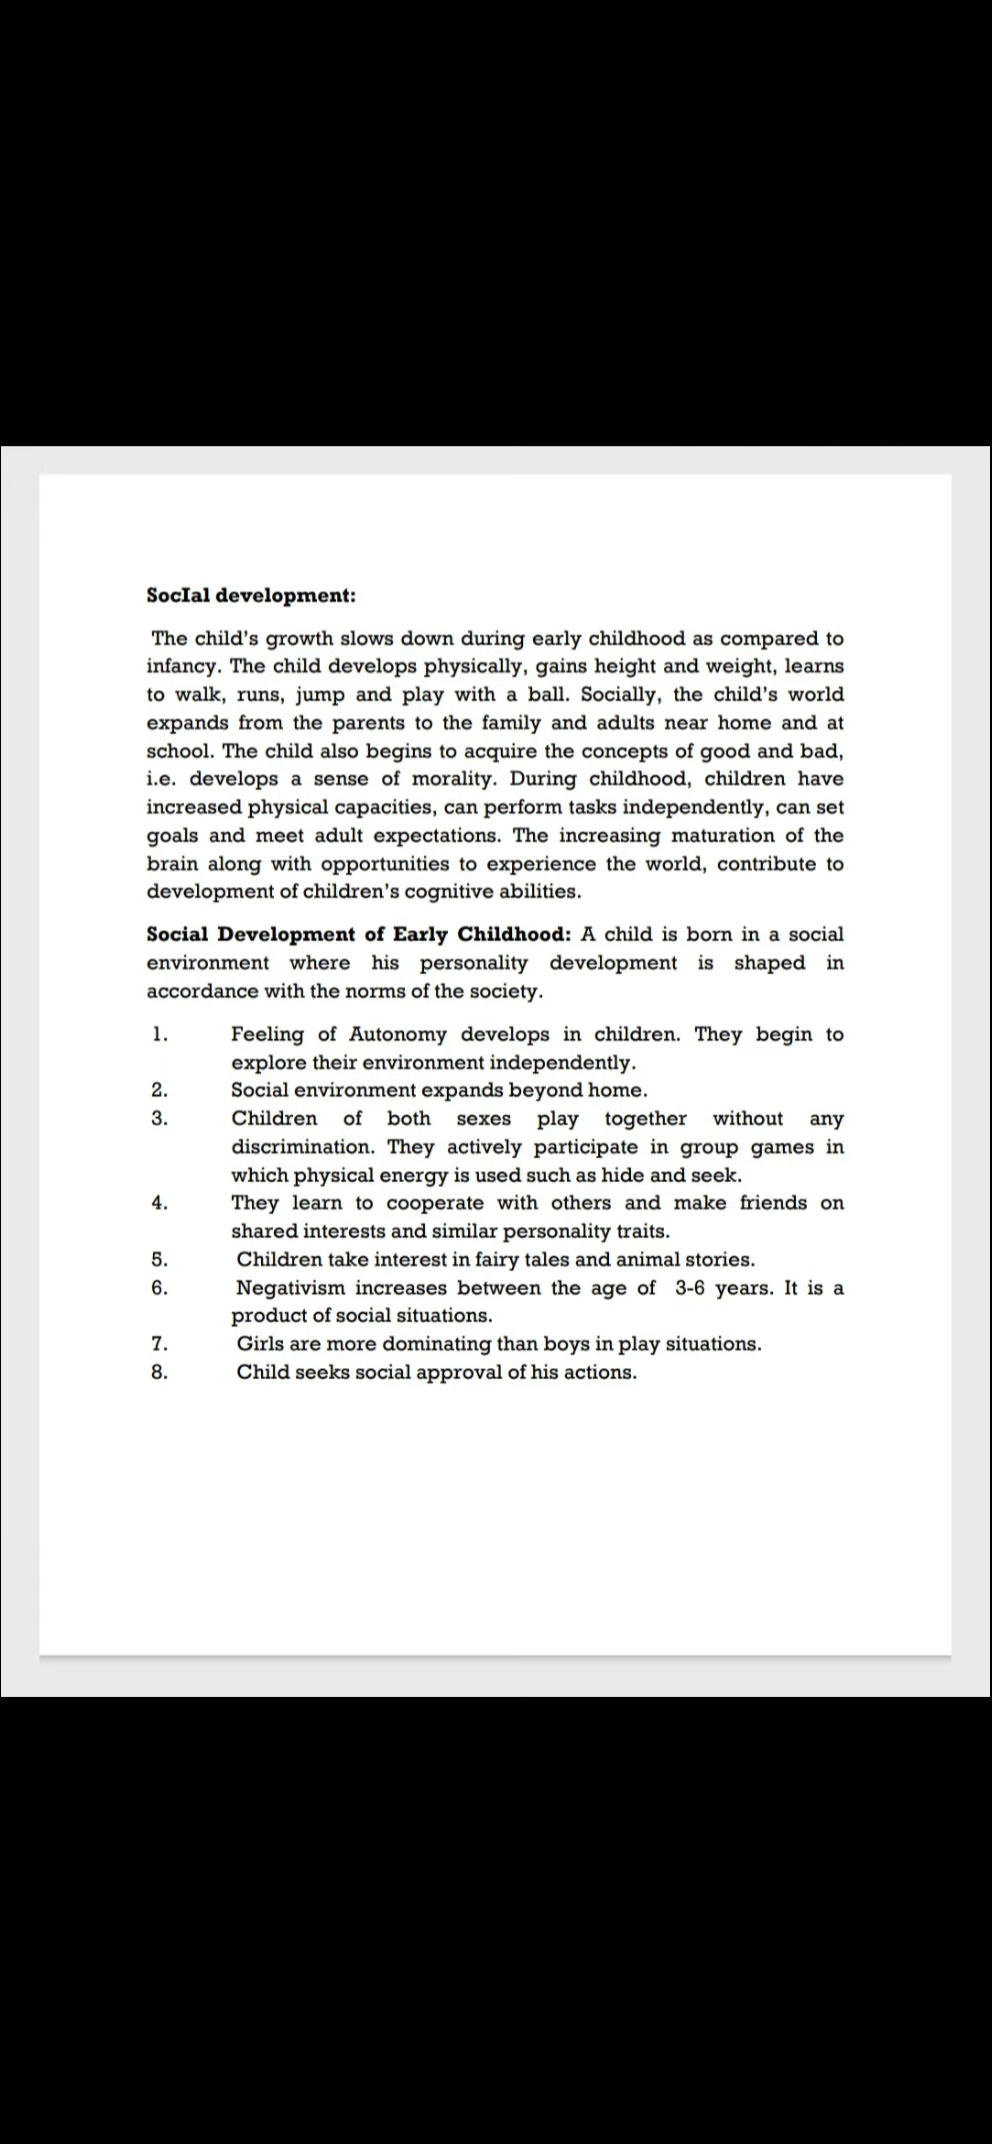 SocIal development:
The child's growth slows down during early childhood as compared to
infancy. The child develops physically, gains height and weight, learns
to walk, runs, jump and play with a ball. Socially, the child's world
expands from the parents to the family and adults near home and at
school. The child also begins to acquire the concepts of good and bad,
i.e. develops a sense of morality. During childhood, children have
increased physical capacities, can perform tasks independently, can set
goals and meet adult expectations. The increasing maturation of the
brain along with opportunities to experience the world, contribute to
development of children's cognitive abilities.
Social Development of Early Childhood: A child is born in a social
environment where his personality development is shaped in
accordance with the norms of the society.
1. Feeling of Autonomy develops in children. They begin to
explore their environment independently.
2. Social environment expands beyond home.
3. Children of both sexes play together without any
discrimination. They actively participate in group games in
which physical energy is used such as hide and seek.
4. They learn to cooperate with others and make friends on
shared interests and similar personality traits.
5. Children take interest in fairy tales and animal stories.
6. Negativism increases between the age of 3-6 years. It is a
product of social situations.
7. Girls are more dominating than boys in play situations.
8. Child seeks social approval of his actions.